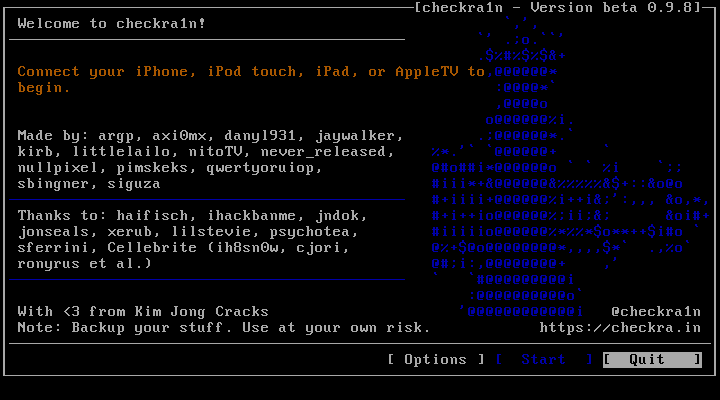 [checkra1n - Version beta 0.9.8]
Welcome to checkra1n!
Connect your iPhone, iPod touch, iPad, or AppleTV to
begin.
Made by: argp, axi0mx, danyl931, jaywalker,
kirb, littlelailo, nitoTV, never_released,
nullpixel, pimskeks, qwertyoruiop,
sbingner, siguza
Thanks to: haifisch, ihackbanme, jndok,
jonseals, xerub, lilstevie, psychotea,
sferrini, Cellebrite (ih8sn0w, cjori,
ronyrus et al.)
With <3 from Kim Jong Cracks
@checkra1n
Note: Backup your stuff. Use at your own risk.
https://checkra.in
[ Options ] [ Start ] [ Quit ]